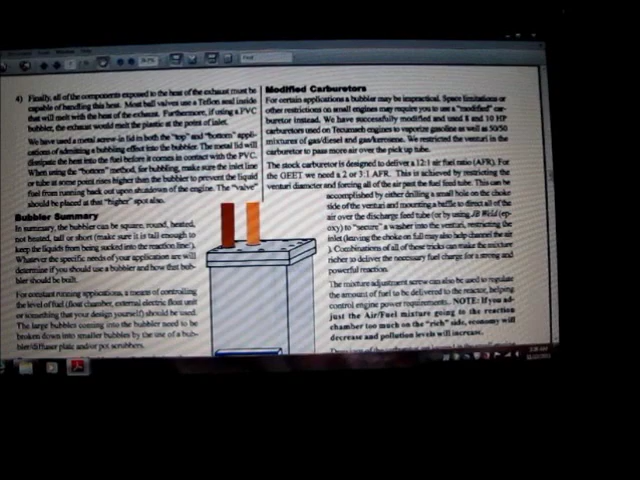 4) Finally, all of the components exposed to the heat of the exhaust must be
capable of handling this heat. Most ball valves use a Teflon seal inside
that will melt with the heat of the exhaust. Furthermore, if using a PVC
bubbler, the exhaust would melt the plastic at the point of inlet.
We have used a metal screw-in lid in both the "top" and "bottom" appli-
cations of admitting a bubbling effect into the bubbler. The metal lid will
dissipate the heat into the fuel before it comes in contact with the PVC.
When using the "bottom" method, for bubbling, make sure the inlet line
or tube at some point rises higher than the bubbler to prevent the liquid
fuel from running back out upon shutdown of the engine. The "valve"
should be placed at this "higher" spot also.
Bubbler Summary
In summary, the bubbler can be square, round, heated,
not heated, tall or short (make sure it is tall enough to
keep the liquids from being sucked into the reaction line!).
Whatever the specific needs of your application are will
determine if you should use a bubbler and how that bub-
bler should be built.
For constant running applications, a means of controlling
the level of fuel (float chamber, external electric float unit
or something that your design yourself) should be used.
The large bubbles coming into the bubbler need to be
broken down into smaller bubbles by the use of a bub-
bler/diffuser plate and/or pot scrubbers.
Modified Carburetors
For certain applications a bubbler may be impractical. Space limitations or
other restrictions on small engines may require you to use a "modified" car-
buretor instead. We have successfully modified and used 8 and 10 HP
carburetors used on Tecumseh engines to vaporize gasoline as well as 50/50
mixtures of gas/diesel and gas/kerosene. We restricted the venturi in the
carburetor to pass more air over the pick up tube.
The stock carburetor is designed to deliver a 12:1 air fuel ratio (AFR). For
the GEET we need a 2 or 3:1 AFR. This is achieved by restricting the
venturi diameter and forcing all of the air past the fuel feed tube. This can be
accomplished by either drilling a small hole on the choke
side of the venturi and mounting a baffle to direct all of the
air over the discharge feed tube (or by using JB Weld (ep-
oxy) to "secure" a washer into the venturi, restricting the
inlet (leaving the choke on full may also help channel the air
). Combinations of all of these tricks can make the mixture
richer to deliver the necessary fuel charge for a strong and
powerful reaction.
The mixture adjustment screw can also be used to regulate
the amount of fuel to be delivered to the reactor, helping
control engine power requirements. NOTE: If you ad-
just the Air/Fuel mixture going to the reaction
chamber too much on the "rich" side, economy will
decrease and pollution levels will increase.